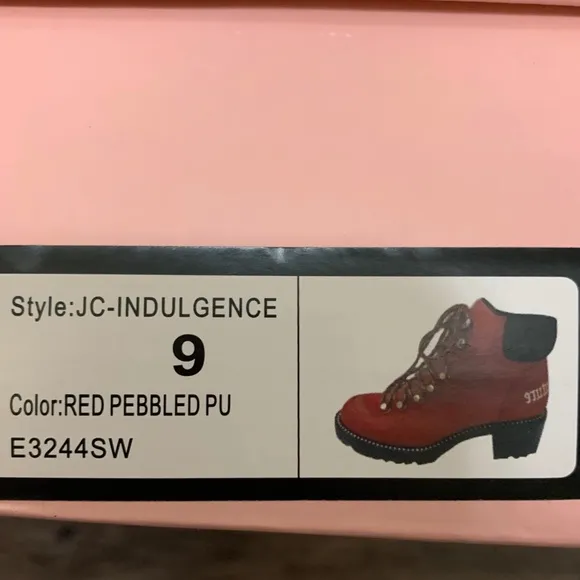 Style:JC-INDULGENCE
9
Color:RED PEBBLED PU
E3244SW